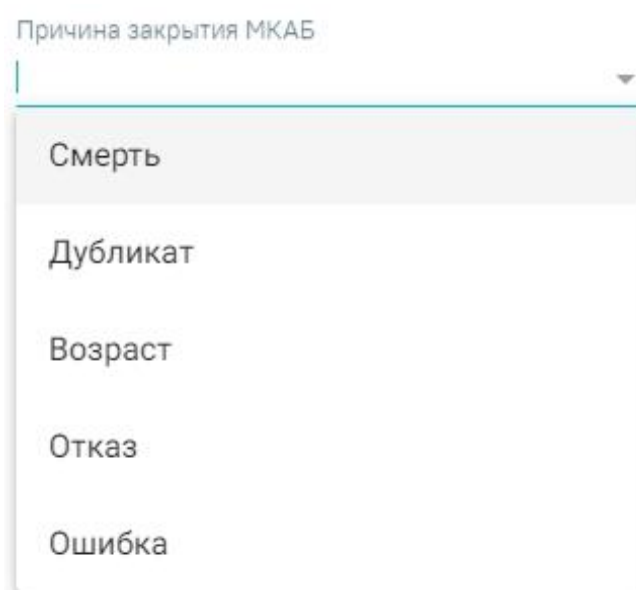 Причина закрытия МКАБ
Смерть
Дубликат
Возраст
Отказ
Ошибка